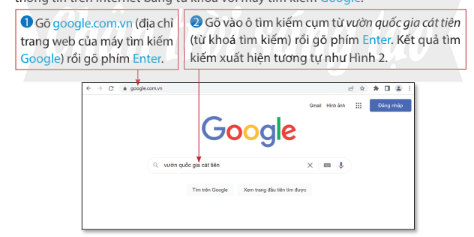 thông tin trên Internet bằng từ khoá với máy tìm kiếm Google.
1 Gõ google.com.vn (địa chỉ
trang web của máy tìm kiếm
Google) rồi gõ phím Enter.
2 Gõ vào ô tìm kiếm cụm từ vườn quốc gia cát tiên
(từ khoá tìm kiếm) rồi gõ phím Enter. Kết quả tìm
kiếm xuất hiện tương tự như Hình 2.
google.com.vn
Gmail Hình ảnh Đăng nhập
Google
vườn quốc gia cát tiên
Tìm trên Google Xem trang đầu tiên tìm được